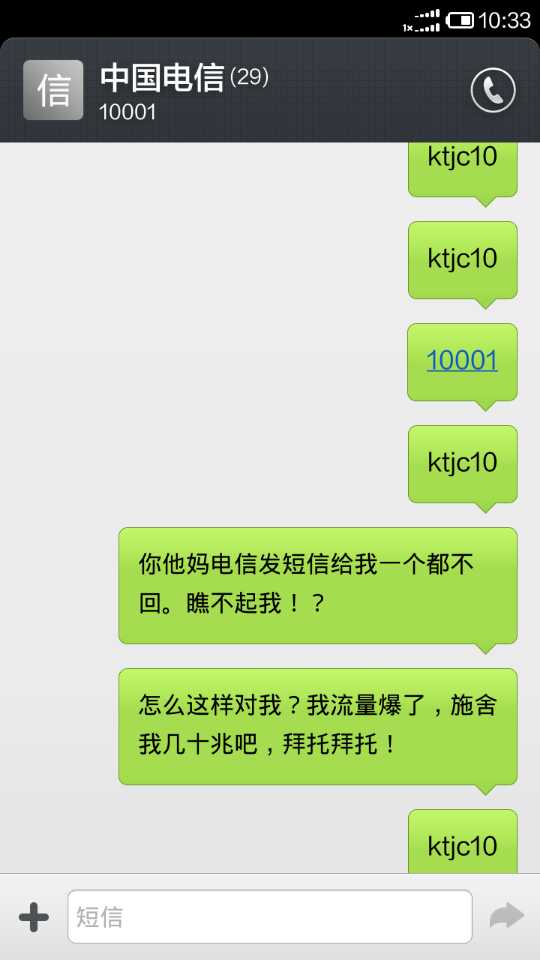 1x
10:33
信
中国电信(29)
10001
ktjc10
ktjc10
10001
ktjc10
你他妈电信发短信给我一个都不
回。瞧不起我！？
怎么这样对我？我流量爆了，施舍
我几十兆吧，拜托拜托！
ktjc10
短信